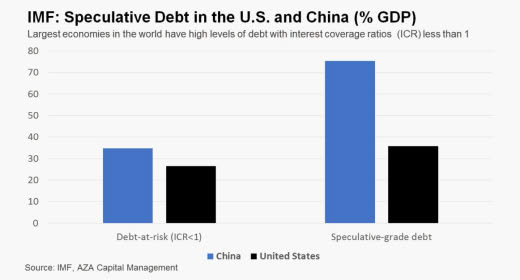 IMF: Speculative Debt in the U.S. and China (% GDP)
Largest economies in the world have high levels of debt with interest coverage ratios (ICR) less than 1
80
70
60
50
40
30
20
10
0
Debt-at-risk (ICR<1)
Speculative-grade debt
China
United States
Source: IMF, AZA Capital Management